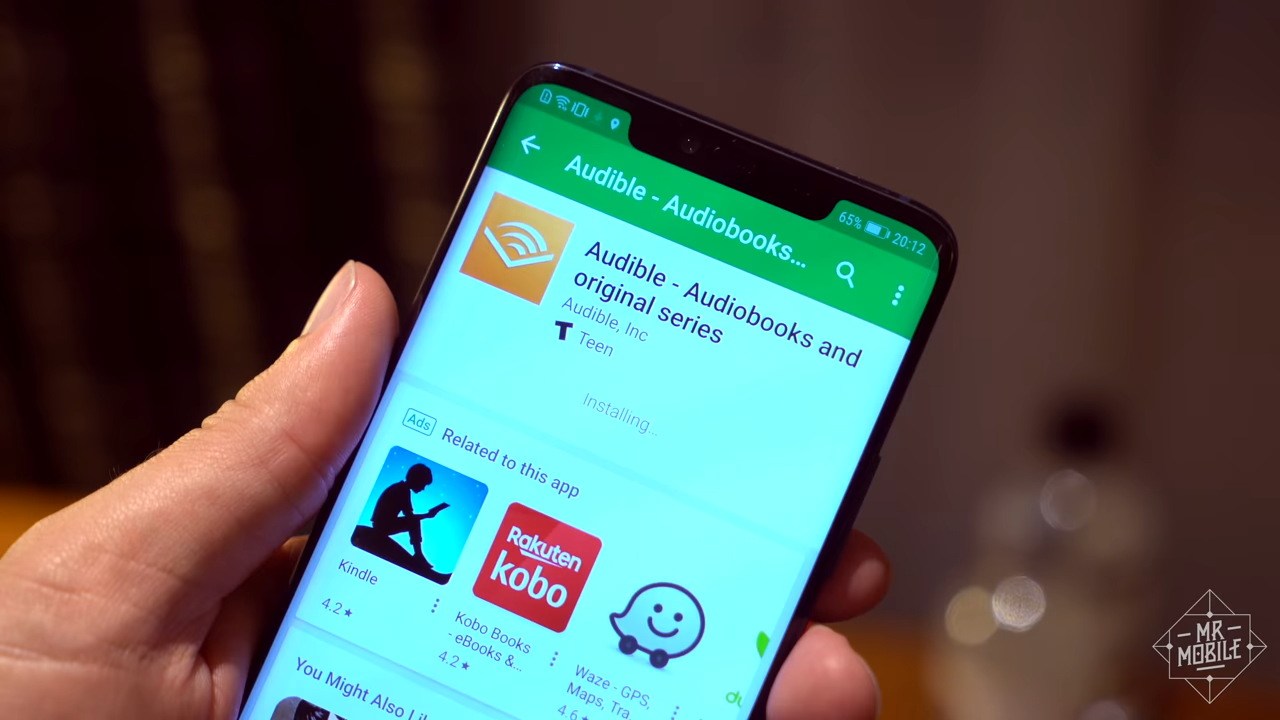 65% 20:12
Audible - Audiobooks...
Audible - Audiobooks and
original series
Audible, Inc
T Teen
Installing...
Ads Related to this app
Kindle
4.2★
Rakuten
kobo
Kobo Books
- eBooks &...
4.2★
Waze - GPS,
Maps, Tra...
4.6★
You Might Also Li
MR
MOBILE